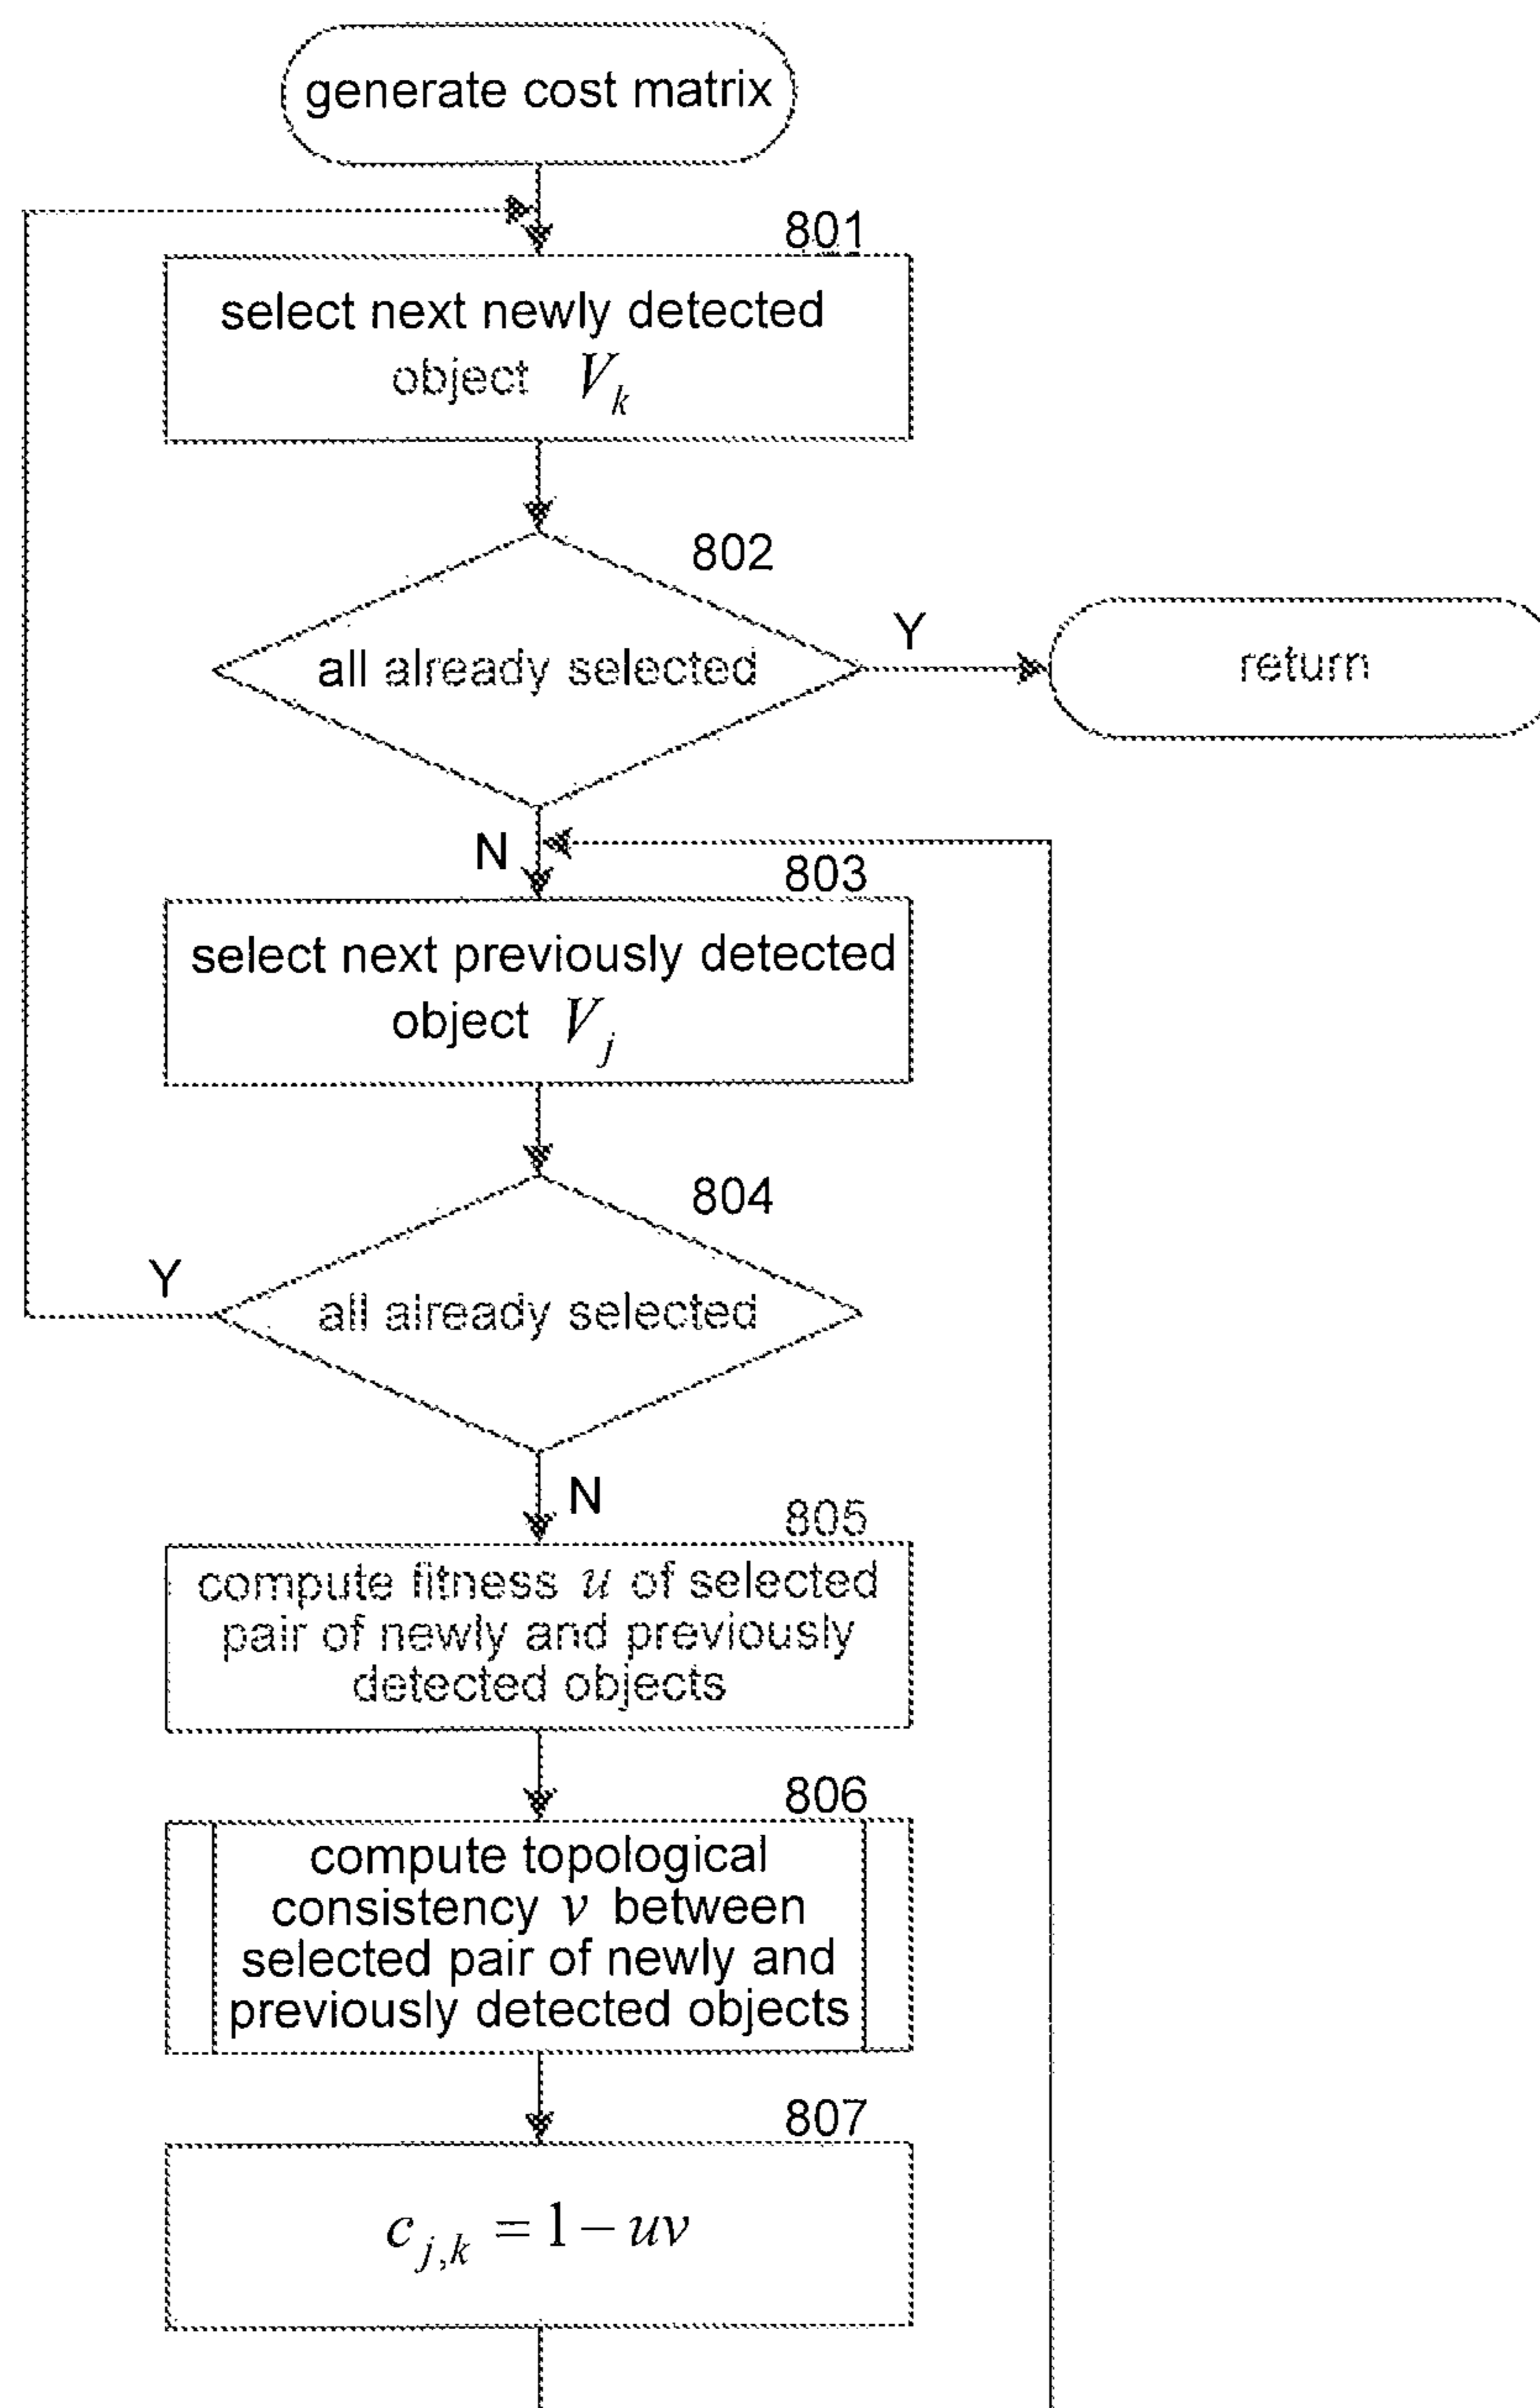 generate cost matrix
801
select next newly detected
object V_k
802
all already selected
Y
return
N
803
select next previously detected
object V_j
804
Y
all already selected
N
805
compute fitness u of selected
pair of newly and previously
detected objects
806
compute topological
consistency v between
selected pair of newly and
previously detected objects
807
c_{j,k} = 1 − uv